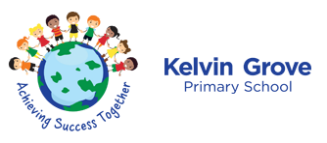 Achieving Success Together
Kelvin Grove
Primary School